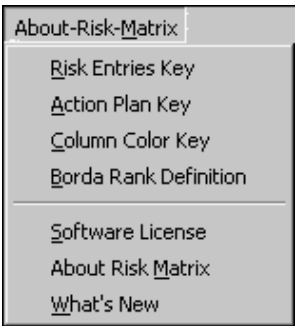 About-Risk-Matrix
Risk Entries Key
Action Plan Key
Column Color Key
Borda Rank Definition
Software License
About Risk Matrix
What's New